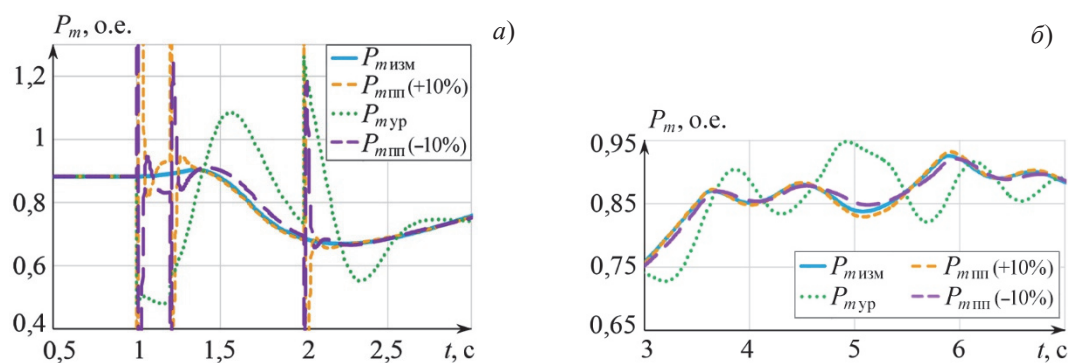 а)
P_m, о.е.
1,2
1
0,8
0,6
0,4
0,5 1 1,5 2 2,5 t, с
P_m изм
P_m пп (+10%)
P_m ур
P_m пп (–10%)
б)
P_m, о.е.
0,95
0,85
0,75
0,65
3 4 5 6 t, с
P_m изм P_m пп (+10%)
P_m ур P_m пп (–10%)